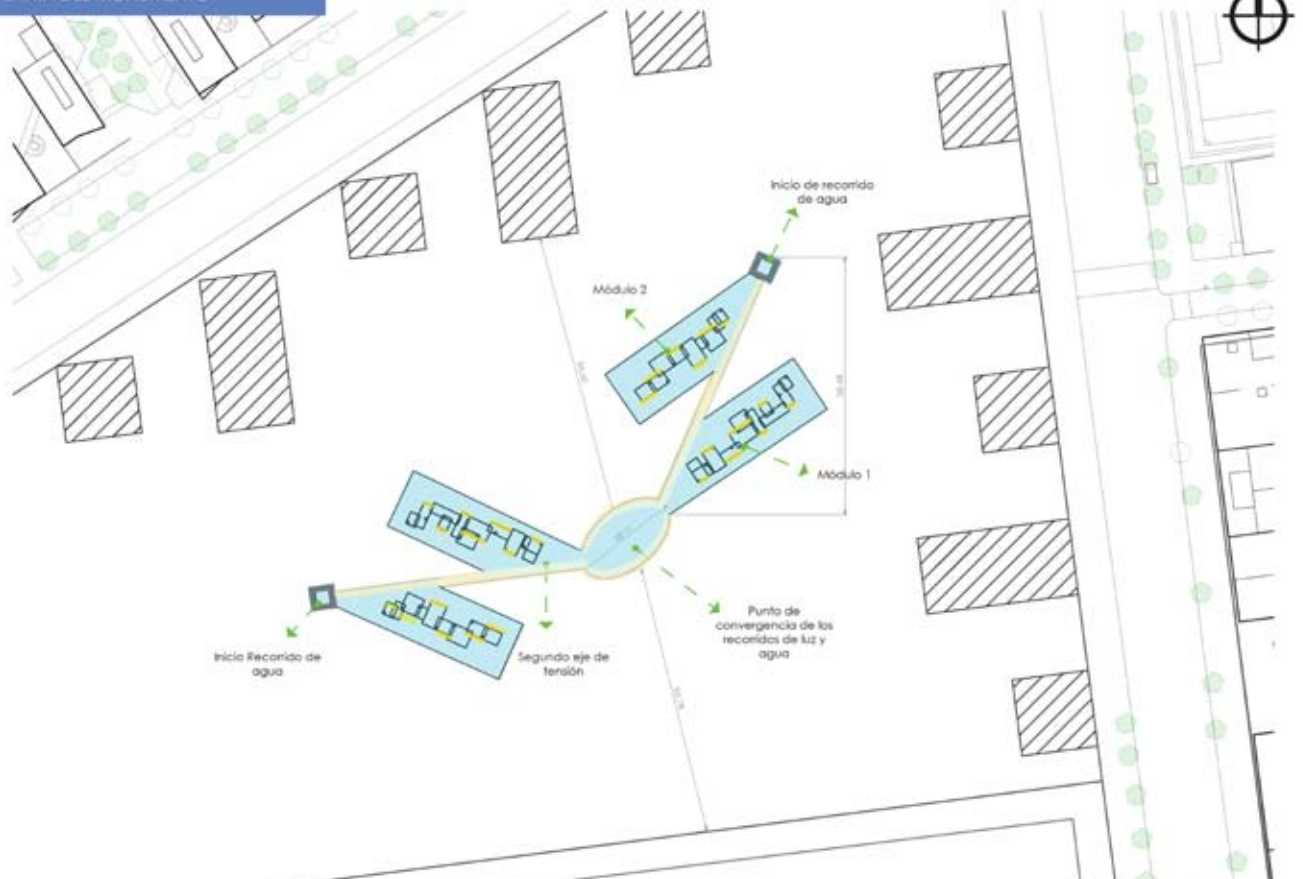 Inicio de recorrido
de agua
Módulo 2
Módulo 1
Punto de
convergencia de los
recorridos de luz y
agua
Segundo eje de
tensión
Inicio Recorrido de
agua